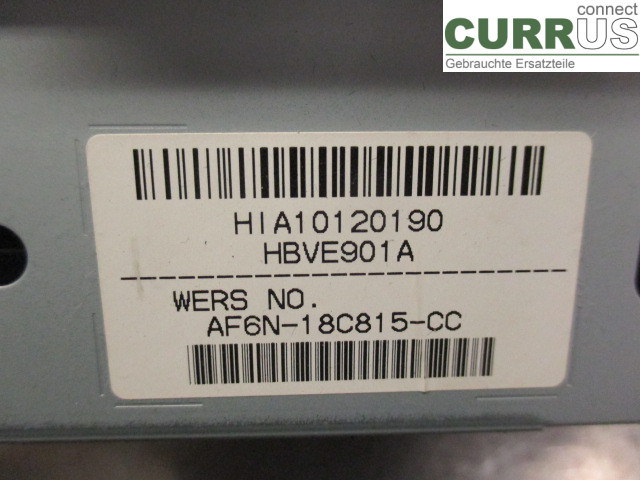 connect
CURRUS
Gebrauchte Ersatzteile
HIA10120190
HBVE901A
WERS NO.
AF6N-18C815-CC